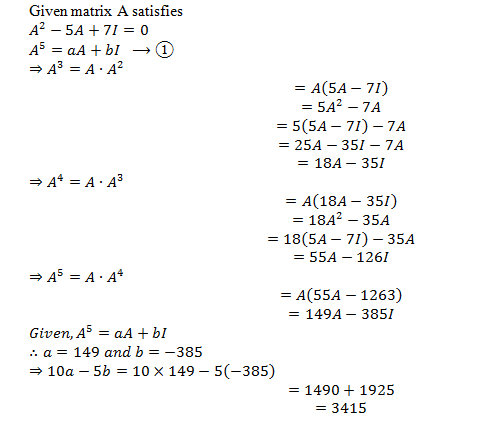 Given matrix A satisfies
A² − 5A + 7I = 0
A⁵ = aA + bI ⟶ ①
⇒ A³ = A · A²
= A(5A − 7I)
= 5A² − 7A
= 5(5A − 7I) − 7A
= 25A − 35I − 7A
= 18A − 35I
⇒ A⁴ = A · A³
= A(18A − 35I)
= 18A² − 35A
= 18(5A − 7I) − 35A
= 55A − 126I
⇒ A⁵ = A · A⁴
= A(55A − 1263)
= 149A − 385I
Given, A⁵ = aA + bI
∴ a = 149 and b = −385
⇒ 10a − 5b = 10 × 149 − 5(−385)
= 1490 + 1925
= 3415